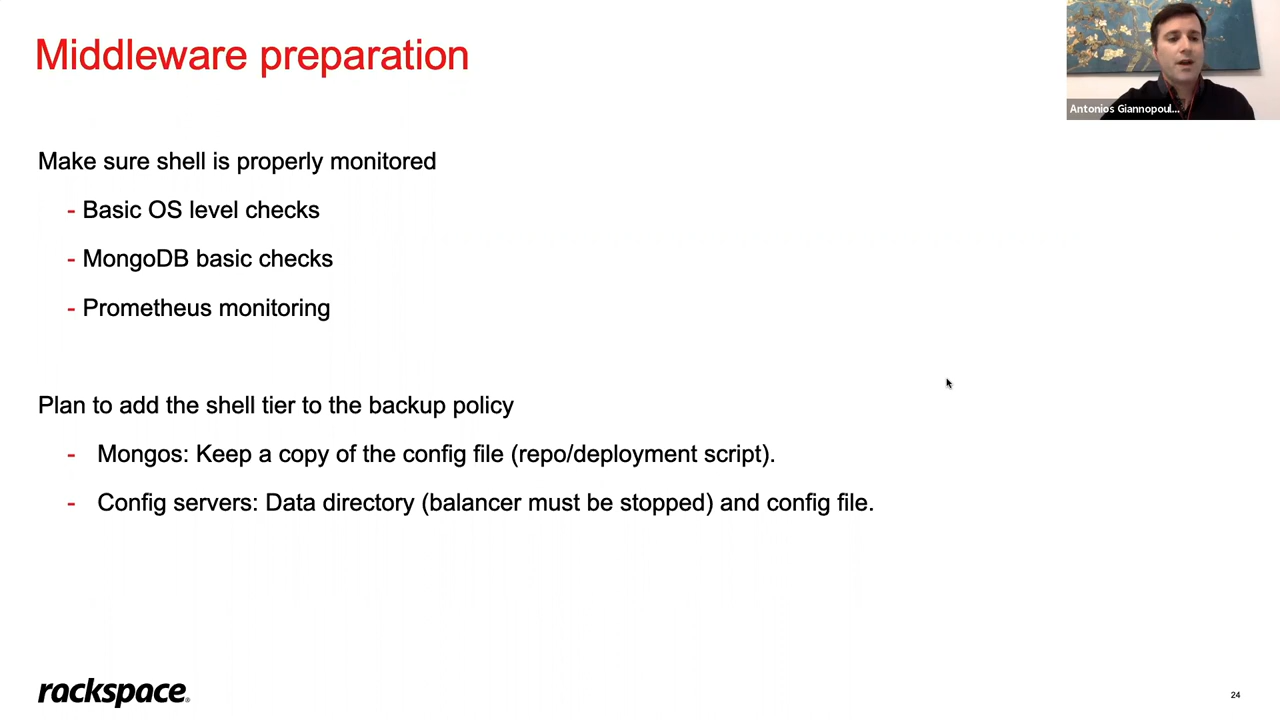 Middleware preparation
Antonios Giannopoul...
Make sure shell is properly monitored
- Basic OS level checks
- MongoDB basic checks
- Prometheus monitoring
Plan to add the shell tier to the backup policy
- Mongos: Keep a copy of the config file (repo/deployment script).
- Config servers: Data directory (balancer must be stopped) and config file.
rackspace®
24